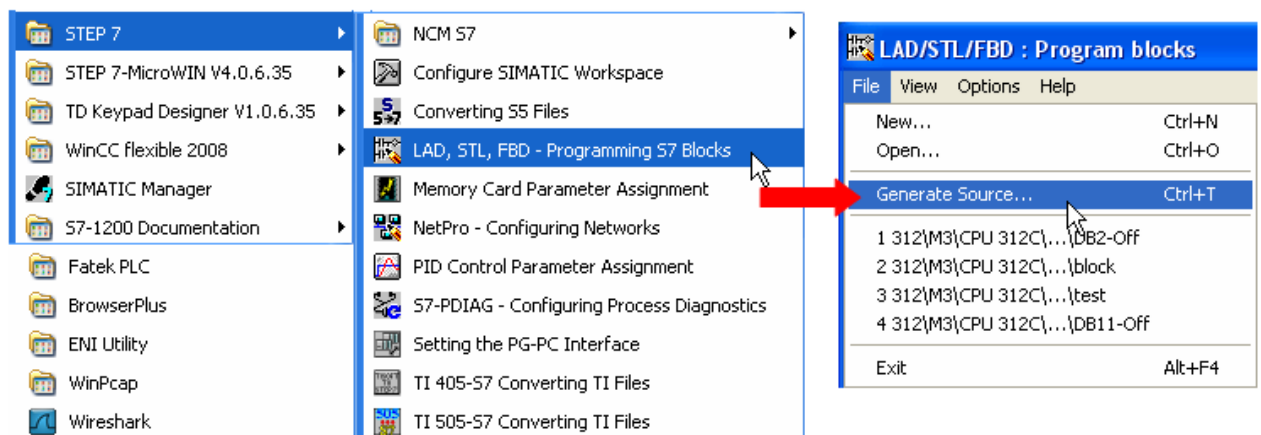 STEP 7
STEP 7-MicroWIN V4.0.6.35
TD Keypad Designer V1.0.6.35
WinCC flexible 2008
SIMATIC Manager
S7-1200 Documentation
Fatek PLC
BrowserPlus
ENI Utility
WinPcap
Wireshark
NCM S7
Configure SIMATIC Workspace
Converting S5 Files
LAD, STL, FBD - Programming S7 Blocks
Memory Card Parameter Assignment
NetPro - Configuring Networks
PID Control Parameter Assignment
S7-PDIAG - Configuring Process Diagnostics
Setting the PG-PC Interface
TI 405-S7 Converting TI Files
TI 505-S7 Converting TI Files
LAD/STL/FBD : Program blocks
File View Options Help
New... Ctrl+N
Open... Ctrl+O
Generate Source... Ctrl+T
1 312\M3\CPU 312C\...\DB2-Off
2 312\M3\CPU 312C\...\block
3 312\M3\CPU 312C\...\test
4 312\M3\CPU 312C\...\DB11-Off
Exit Alt+F4